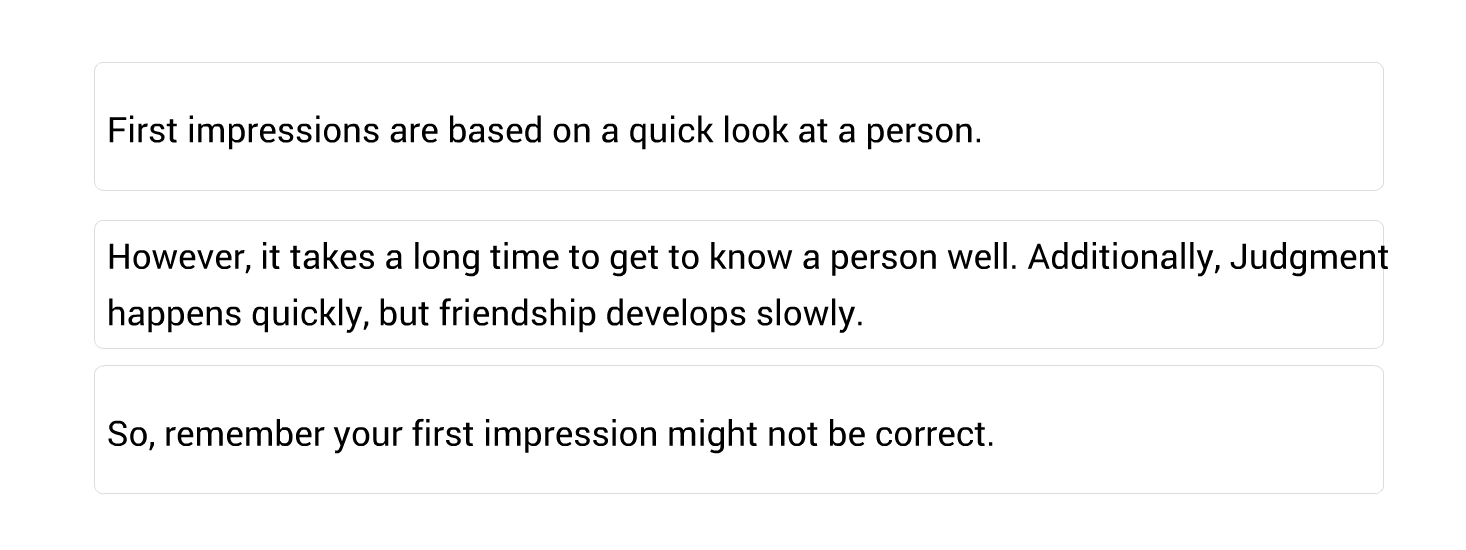 First impressions are based on a quick look at a person.
However, it takes a long time to get to know a person well. Additionally, Judgment
happens quickly, but friendship develops slowly.
So, remember your first impression might not be correct.